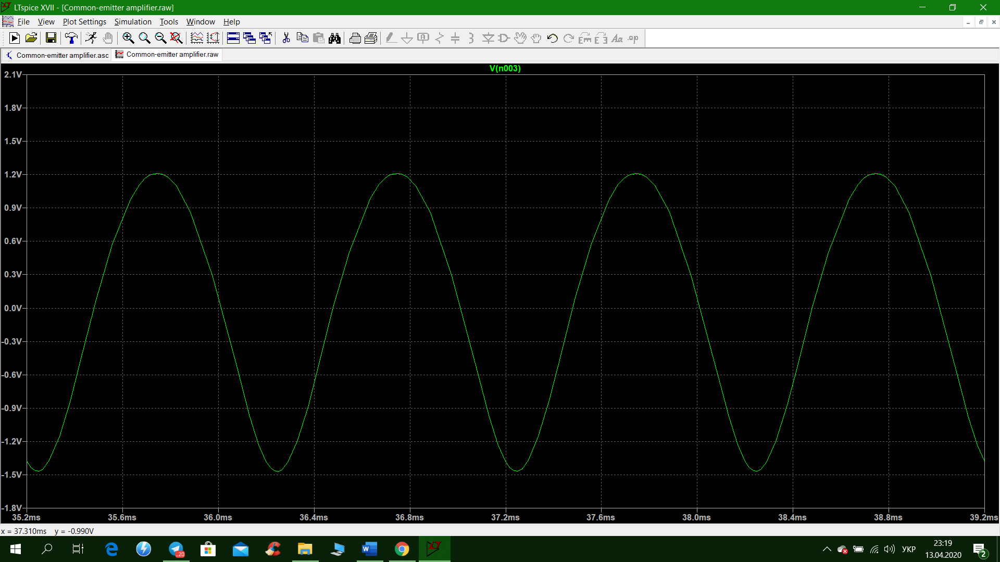 LTspice XVII - [Common-emitter amplifier.raw]
File View Plot Settings Simulation Tools Window Help
Common-emitter amplifier.asc Common-emitter amplifier.raw
V(n003)
2.1V
1.8V
1.5V
1.2V
0.9V
0.6V
0.3V
0.0V
-0.3V
-0.6V
-0.9V
-1.2V
-1.5V
-1.8V
35.2ms 35.6ms 36.0ms 36.4ms 36.8ms 37.2ms 37.6ms 38.0ms 38.4ms 38.8ms 39.2ms
x = 37.310ms y = -0.990V
..20
УКР
23:19
13.04.2020
2